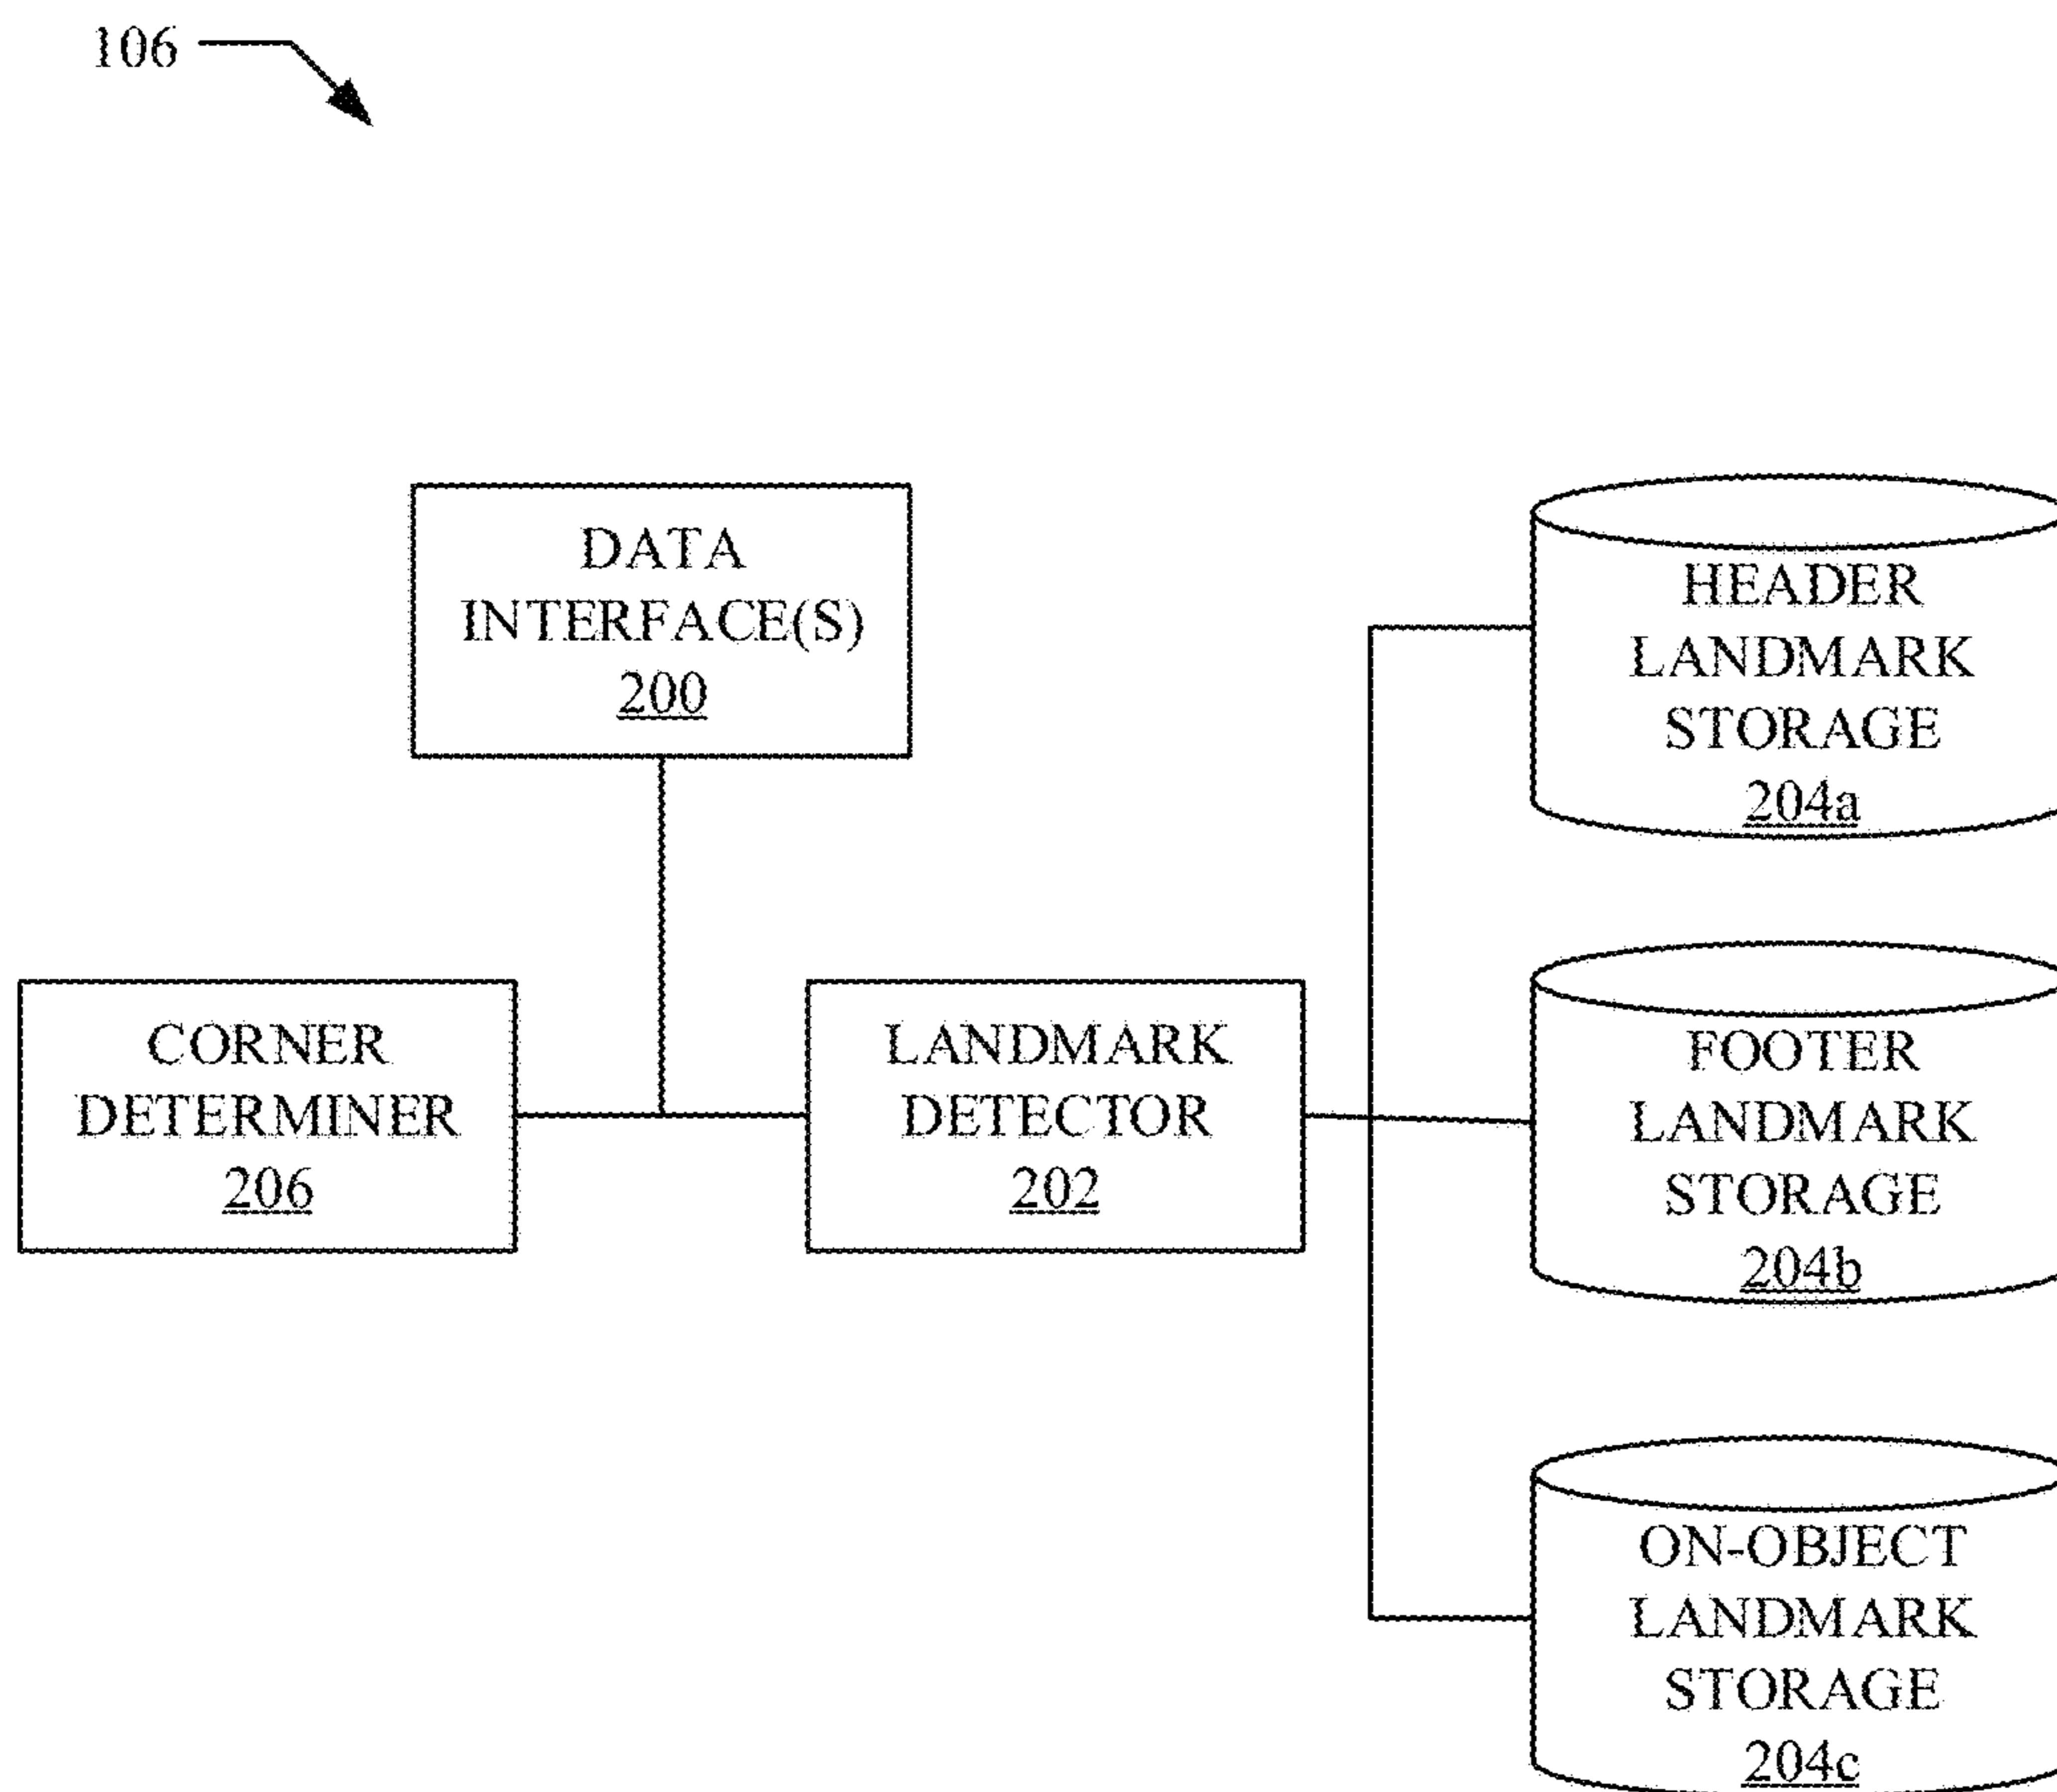 106
DATA
INTERFACE(S)
200
HEADER
LANDMARK
STORAGE
204a
CORNER
DETERMINER
206
LANDMARK
DETECTOR
202
FOOTER
LANDMARK
STORAGE
204b
ON-OBJECT
LANDMARK
STORAGE
204c